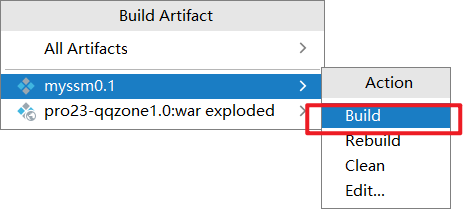 Build Artifact
All Artifacts
myssm0.1
pro23-qqzone1.0:war exploded
Action
Build
Rebuild
Clean
Edit...